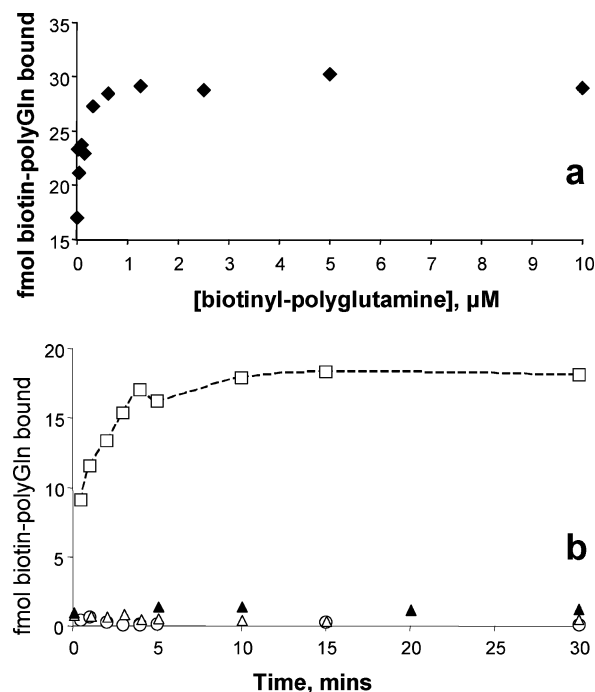 35
30
25
20
15
fmol biotin-polyGln bound
a
0 1 2 3 4 5 6 7 8 9 10
[biotinyl-polyglutamine], µM
20
15
10
5
0
fmol biotin-polyGln bound
b
0 5 10 15 20 25 30
Time, mins